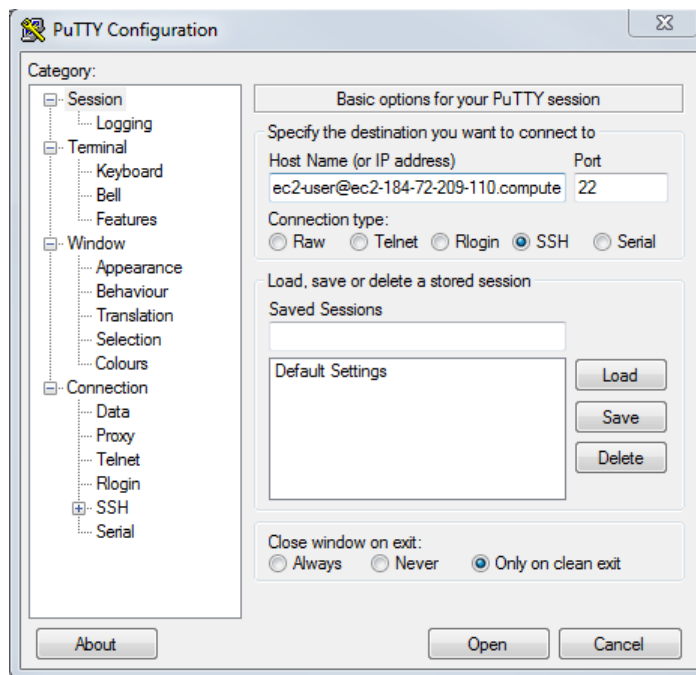 PuTTY Configuration
Category:
Session
Logging
Terminal
Keyboard
Bell
Features
Window
Appearance
Behaviour
Translation
Selection
Colours
Connection
Data
Proxy
Telnet
Rlogin
SSH
Serial
Basic options for your PuTTY session
Specify the destination you want to connect to
Host Name (or IP address) Port
ec2-user@ec2-184-72-209-110.compute 22
Connection type:
Raw Telnet Rlogin SSH Serial
Load, save or delete a stored session
Saved Sessions
Default Settings
Load
Save
Delete
Close window on exit:
Always Never Only on clean exit
About Open Cancel